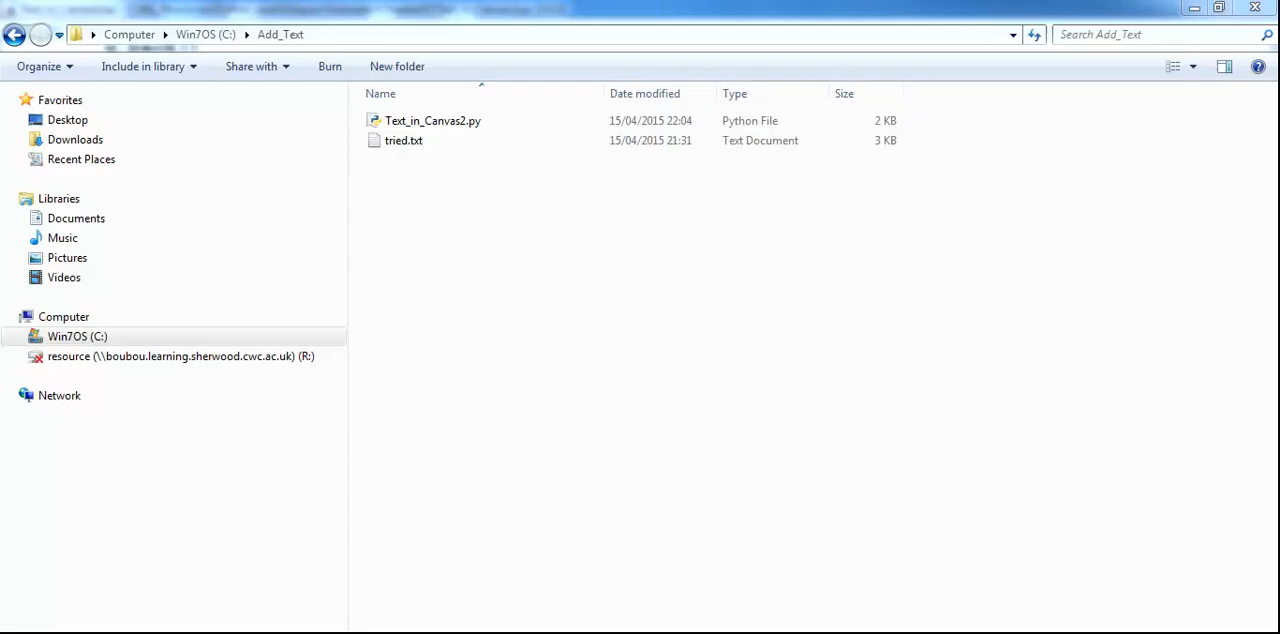 Computer Win7OS (C:) Add_Text Search Add_Text
Organize Include in library Share with Burn New folder
Name Date modified Type Size
Text_in_Canvas2.py 15/04/2015 22:04 Python File 2 KB
tried.txt 15/04/2015 21:31 Text Document 3 KB
Favorites
Desktop
Downloads
Recent Places
Libraries
Documents
Music
Pictures
Videos
Computer
Win7OS (C:)
resource (\\boubou.learning.sherwood.cwc.ac.uk) (R:)
Network